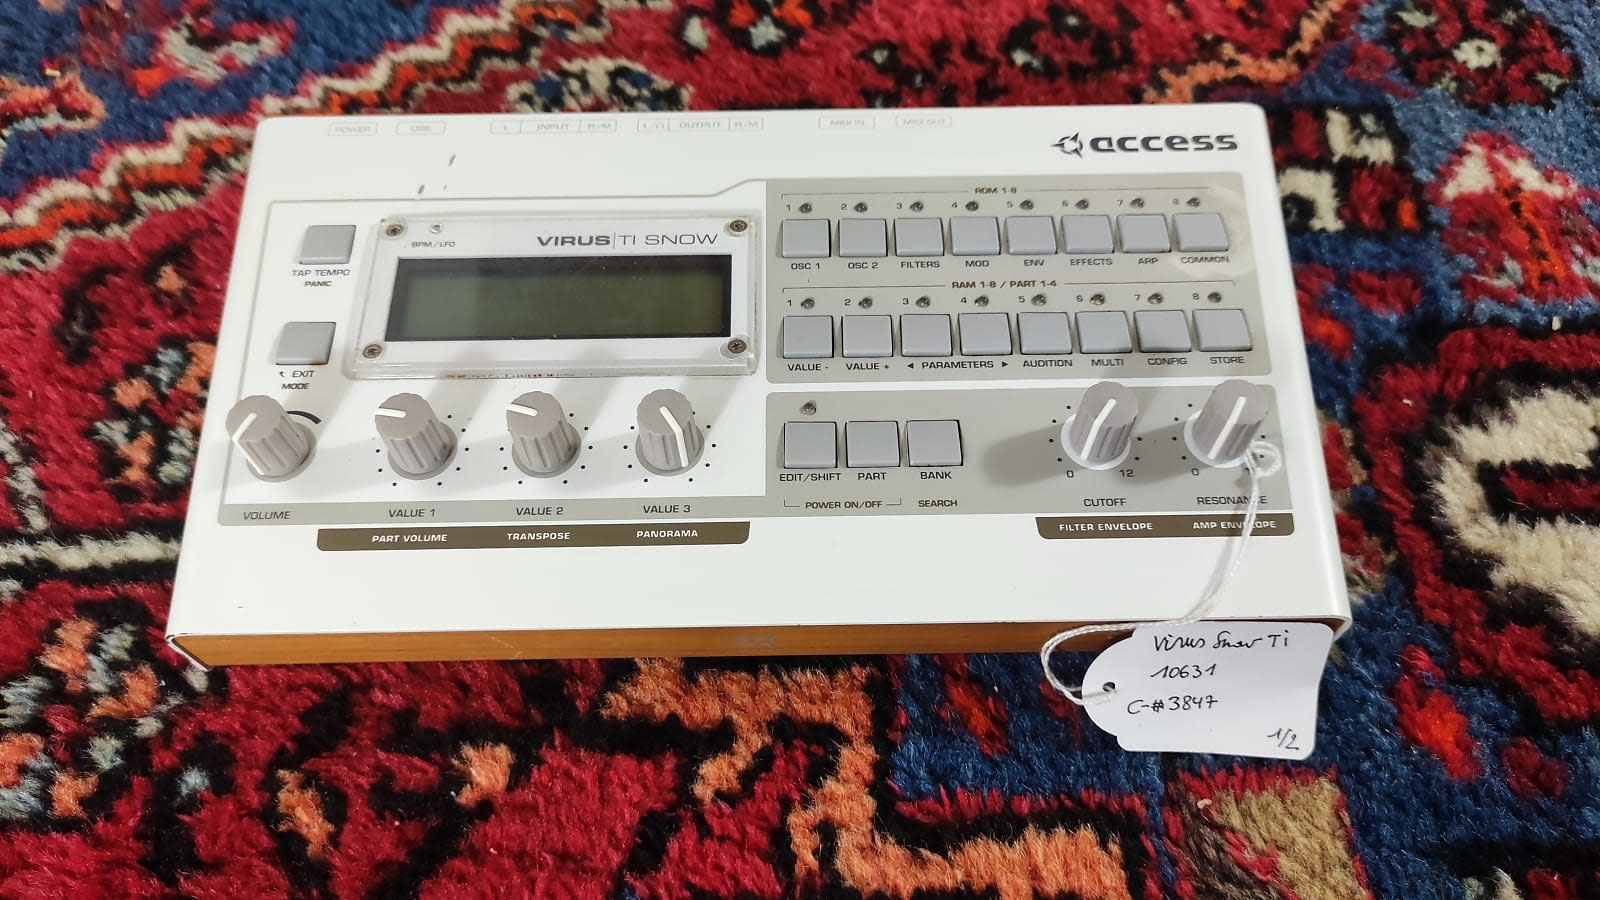 POWER USB L INPUT R/M L/ OUTPUT R/M MIDI IN MIDI OUT
access
ROM 1-8
1 2 3 4 5 6 7 8
OSC 1 OSC 2 FILTERS MOD ENV EFFECTS ARP COMMON
RAM 1-8 / PART 1-4
1 2 3 4 5 6 7 8
VALUE - VALUE + ◄ PARAMETERS ► AUDITION MULTI CONFIG STORE
BPM/LFO
VIRUS|TI SNOW
TAP TEMPO
PANIC
EXIT
MODE
VOLUME VALUE 1 VALUE 2 VALUE 3
PART VOLUME TRANSPOSE PANORAMA
EDIT/SHIFT PART BANK
POWER ON/OFF SEARCH
0 12 0
CUTOFF RESONANCE
FILTER ENVELOPE AMP ENVELOPE
Virus Snow Ti
10631
C-#3847
1/2